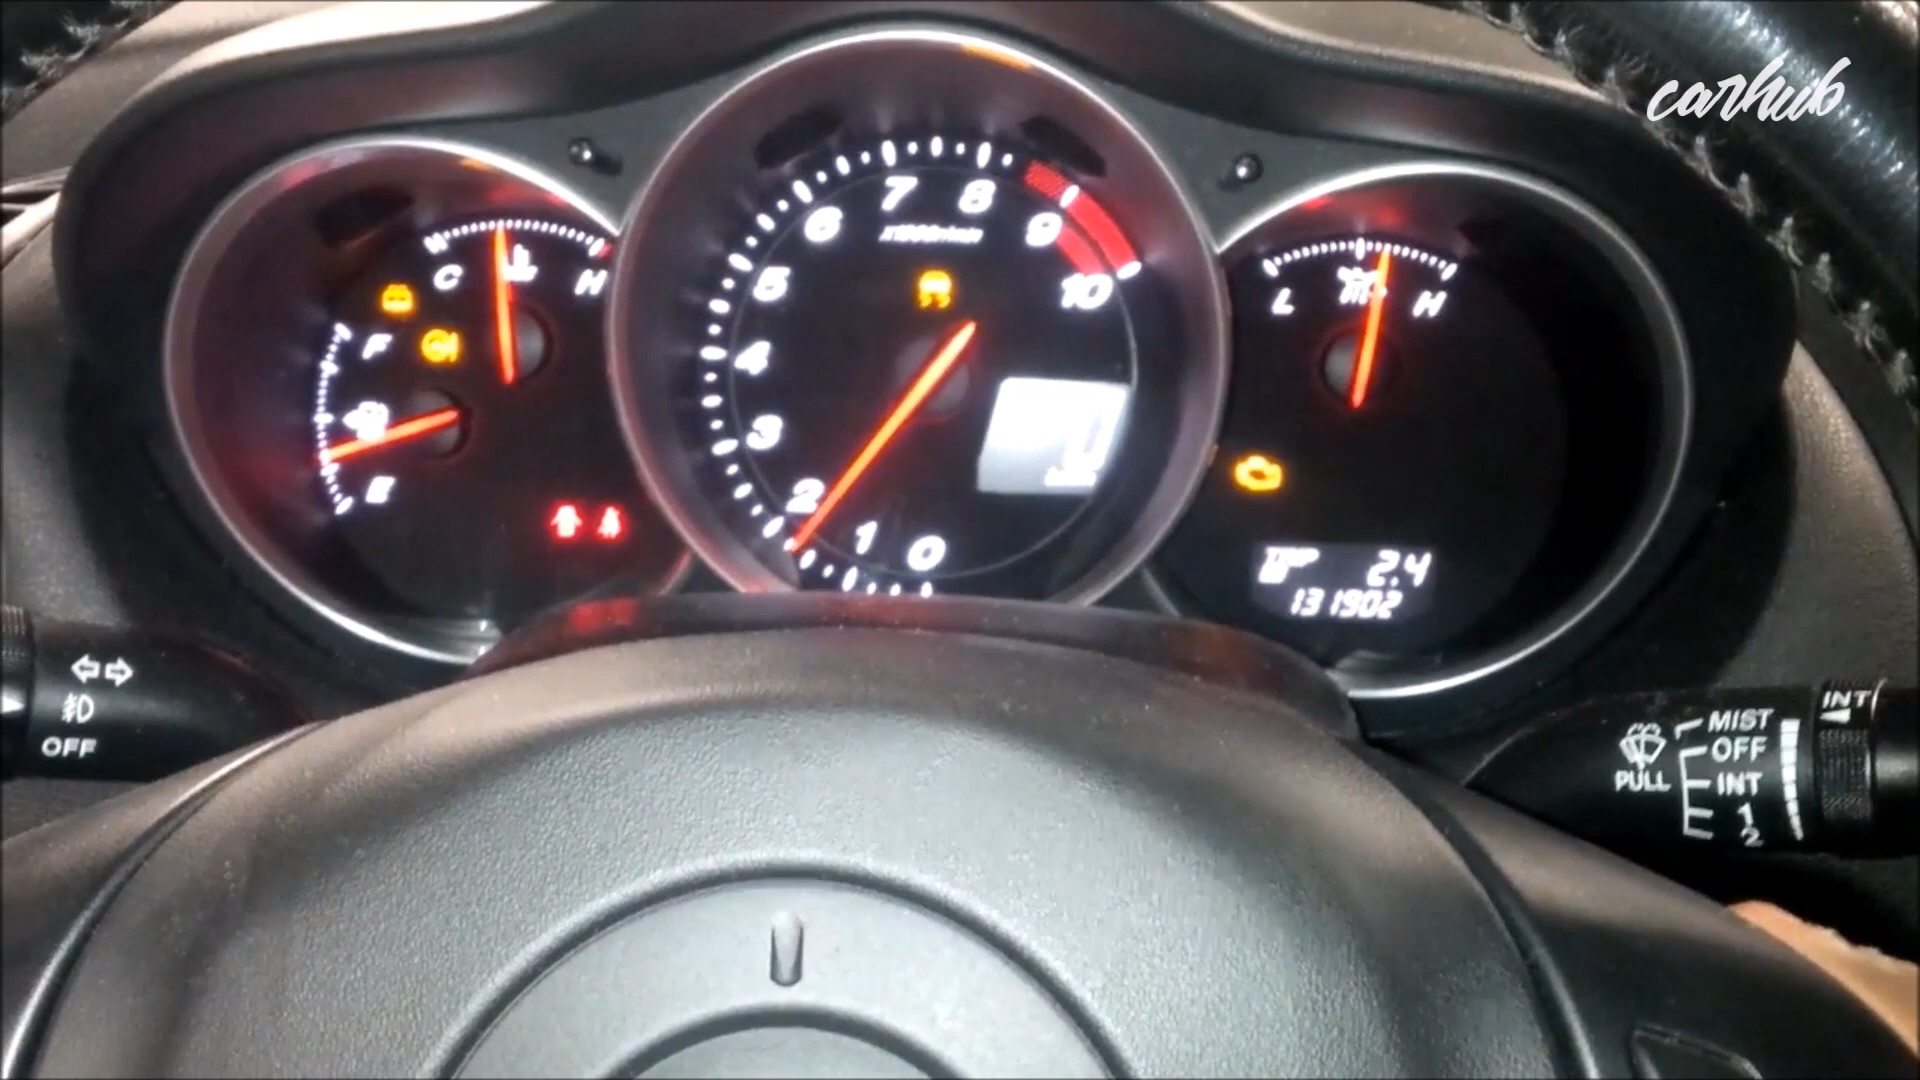 carhub
7 8
6 9
5 10
4
3
2
1 0
C H
F
E
L H
TRIP 2.4
131902
OFF
INT
MIST
OFF
PULL INT
1
2